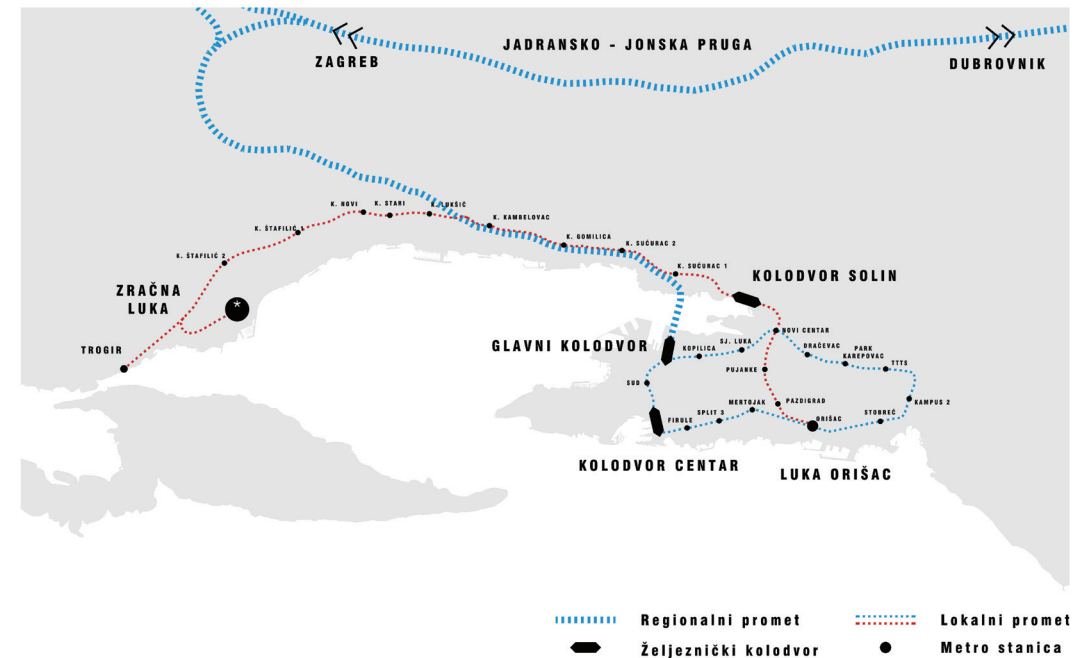 JADRANSKO - JONSKA PRUGA
ZAGREB
DUBROVNIK
K. NOVI
K. STARI
K. LUKŠIĆ
K. KAMBELOVAC
K. ŠTAFILIĆ 1
K. GOMILICA
K. SUĆURAC 2
K. ŠTAFILIĆ 2
K. SUĆURAC 1
KOLODVOR SOLIN
ZRAČNA
LUKA
*
NOVI CENTAR
GLAVNI KOLODVOR
SJ. LUKA
DRAČEVAC
KOPILICA
PARK
KAREPOVAC
TROGIR
TTTS
PUJANKE
SUD
MERTOJAK
PAZDIGRAD
KAMPUS 2
SPLIT 3
FIRULE
ORIŠAC
STOBREČ
KOLODVOR CENTAR
LUKA ORIŠAC
Regionalni promet
Lokalni promet
Željeznički kolodvor
Metro stanica